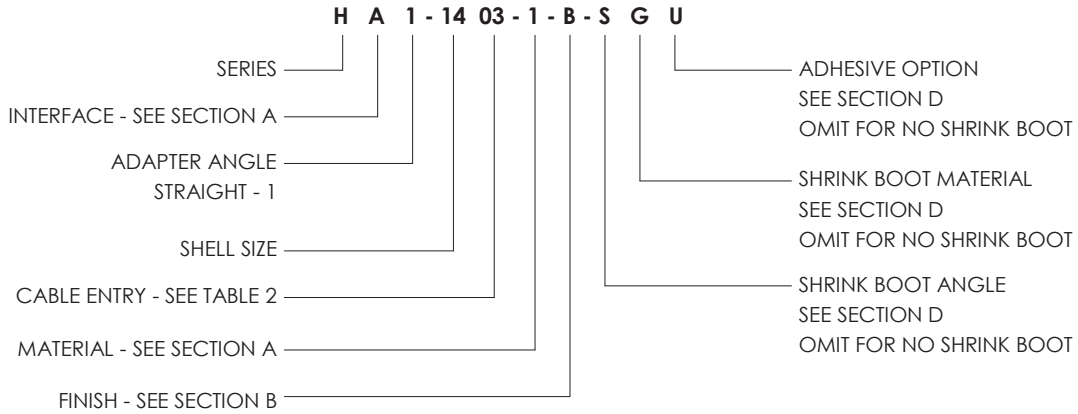 H A 1 - 14 03 - 1 - B - S G U
SERIES
INTERFACE - SEE SECTION A
ADAPTER ANGLE
STRAIGHT - 1
SHELL SIZE
CABLE ENTRY - SEE TABLE 2
MATERIAL - SEE SECTION A
FINISH - SEE SECTION B
ADHESIVE OPTION
SEE SECTION D
OMIT FOR NO SHRINK BOOT
SHRINK BOOT MATERIAL
SEE SECTION D
OMIT FOR NO SHRINK BOOT
SHRINK BOOT ANGLE
SEE SECTION D
OMIT FOR NO SHRINK BOOT